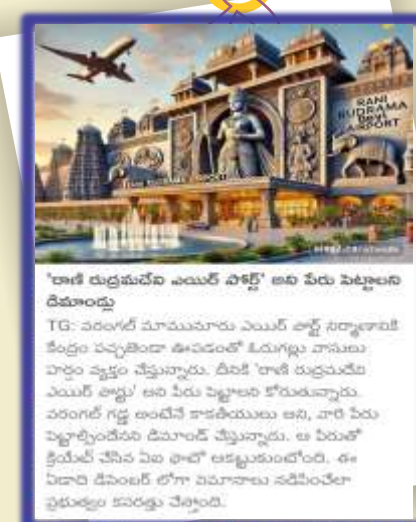 RANI
RUDRAMA
DEVI
AIRPORT
'రాణి రుద్రమదేవి ఎయిర్ పోర్ట్' అని పేరు పెట్టాలని
డిమాండ్లు
TG: వరంగల్ మామునూరు ఎయిర్ పోర్ట్ నిర్మాణానికి
కేంద్రం పచ్చజెండా ఊపడంతో ఓరుగల్లు వాసులు
హర్షం వ్యక్తం చేస్తున్నారు. దీనికి 'రాణి రుద్రమదేవి
ఎయిర్ పోర్టు' అని పేరు పెట్టాలని కోరుతున్నారు.
వరంగల్ గడ్డ అంటేనే కాకతీయులు అని, వారి పేరు
పెట్టాల్సిందేనని డిమాండ్ చేస్తున్నారు. ఆ పేరుతో
క్రియేట్ చేసిన ఏఐ ఫొటో ఆకట్టుకుంటోంది. ఈ
ఏడాది డిసెంబర్ లోగా విమానాలు నడిపించేలా
ప్రభుత్వం కసరత్తు చేస్తోంది.